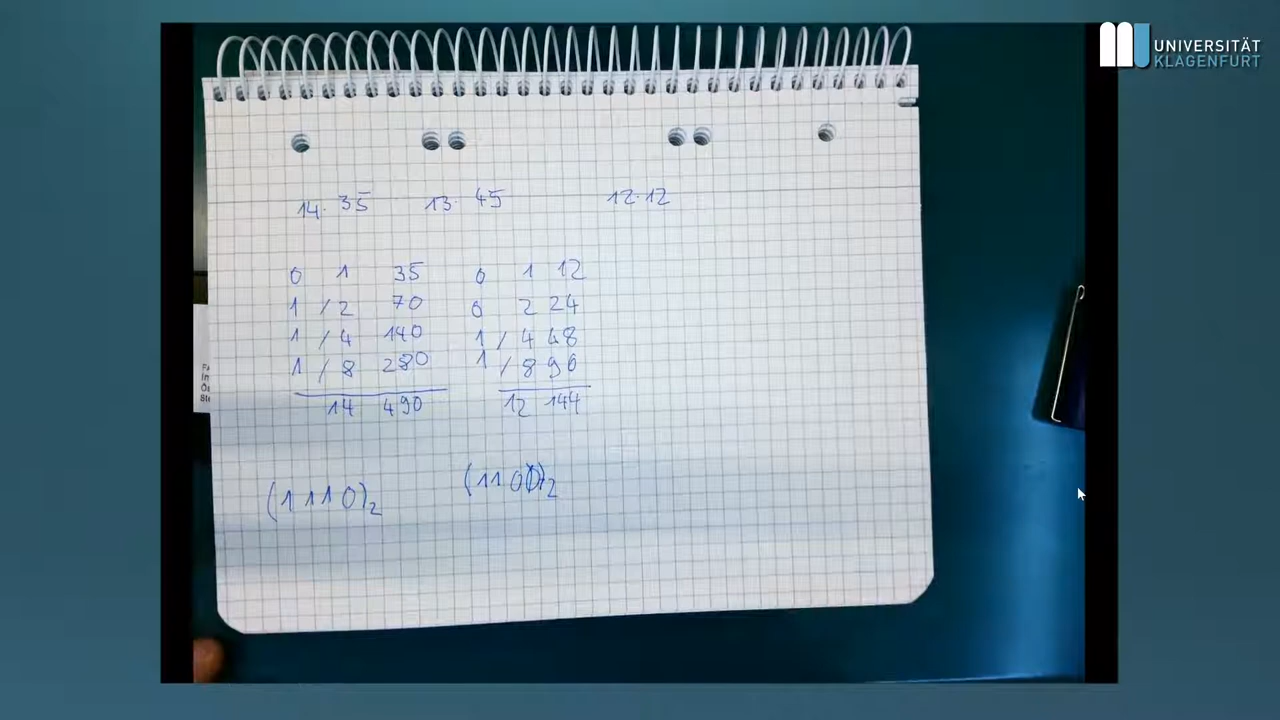 UNIVERSITÄT
KLAGENFURT
14. 35 13. 45 12.12
0 1 35 0 1 12
1 / 2 70 0 2 24
1 / 4 140 1 / 4 48
1 / 8 280 1 / 8 96
14 490 12 144
(1110)2 (1100)2